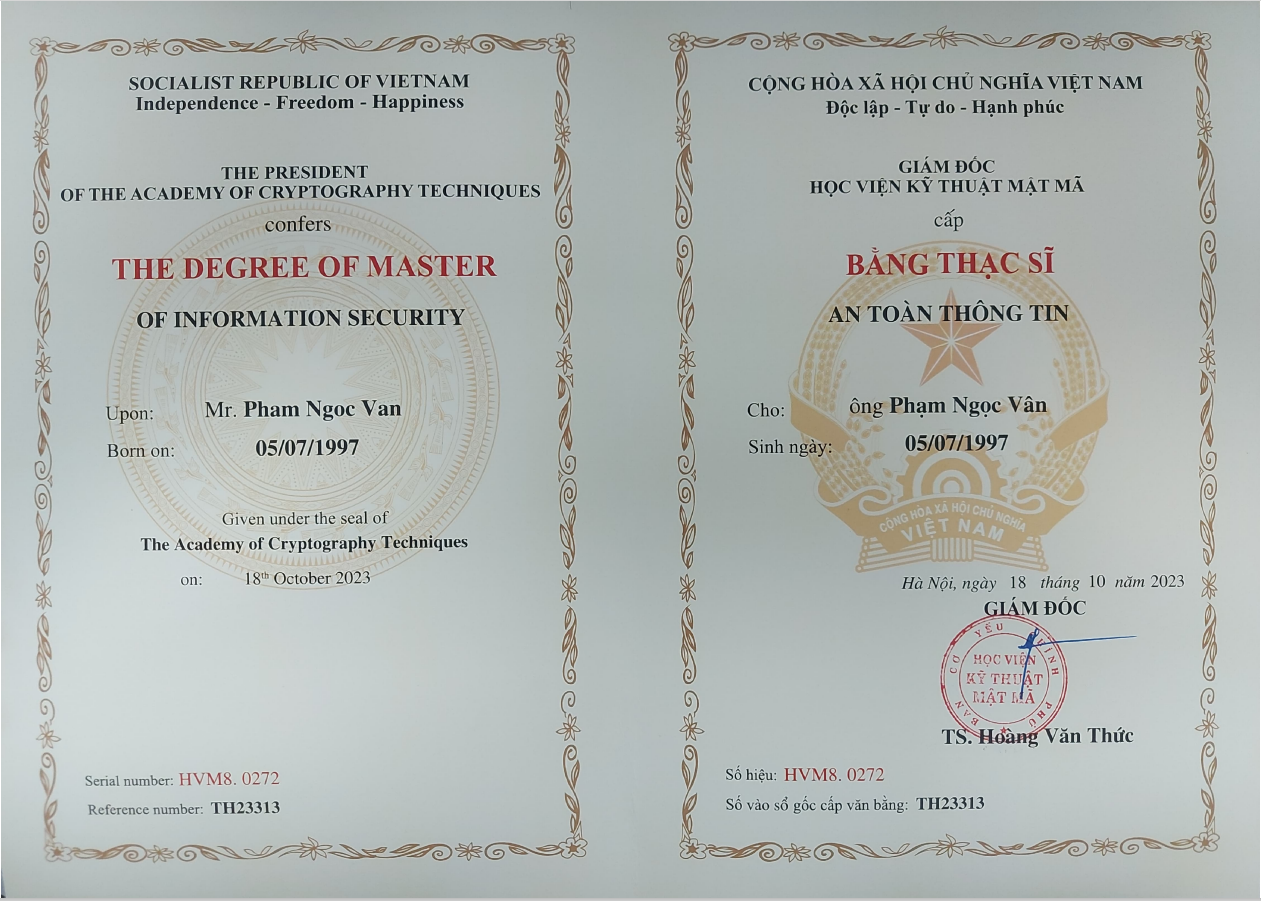 SOCIALIST REPUBLIC OF VIETNAM
Independence - Freedom - Happiness
THE PRESIDENT
OF THE ACADEMY OF CRYPTOGRAPHY TECHNIQUES
confers
THE DEGREE OF MASTER
OF INFORMATION SECURITY
Upon: Mr. Pham Ngoc Van
Born on: 05/07/1997
Given under the seal of
The Academy of Cryptography Techniques
on: 18th October 2023
Serial number: HVM8. 0272
Reference number: TH23313
CỘNG HÒA XÃ HỘI CHỦ NGHĨA VIỆT NAM
Độc lập - Tự do - Hạnh phúc
GIÁM ĐỐC
HỌC VIỆN KỸ THUẬT MẬT MÃ
cấp
BẰNG THẠC SĨ
AN TOÀN THÔNG TIN
Cho: ông Phạm Ngọc Vân
Sinh ngày: 05/07/1997
CỘNG HÒA XÃ HỘI CHỦ NGHĨA
VIỆT NAM
Hà Nội, ngày 18 tháng 10 năm 2023
GIÁM ĐỐC
BAN CƠ YẾU CHÍNH PHỦ
HỌC VIỆN
KỸ THUẬT
MẬT MÃ
TS. Hoàng Văn Thức
Số hiệu: HVM8. 0272
Số vào sổ gốc cấp văn bằng: TH23313